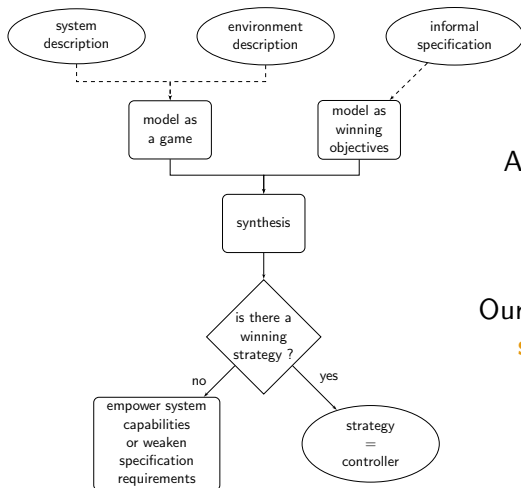 system
description
environment
description
informal
specification
model as
a game
model as
winning
objectives
A
synthesis
Our
s
is there a
winning
strategy ?
no
yes
empower system
capabilities
or weaken
specification
requirements
strategy
=
controller